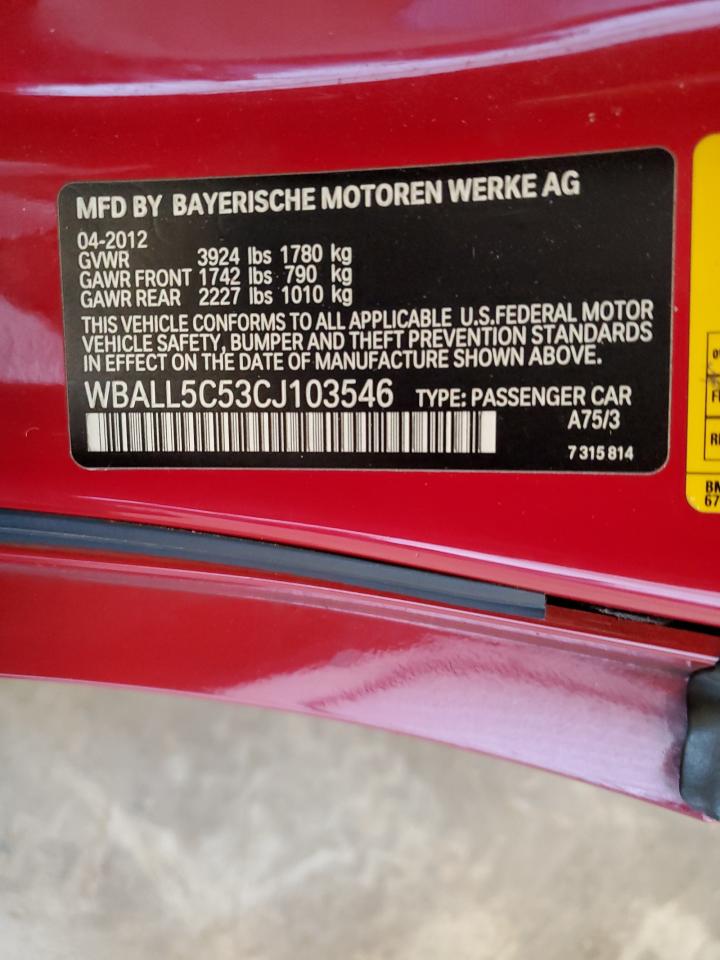 MFD BY BAYERISCHE MOTOREN WERKE AG
04-2012
GVWR 3924 lbs 1780 kg
GAWR FRONT 1742 lbs 790 kg
GAWR REAR 2227 lbs 1010 kg
THIS VEHICLE CONFORMS TO ALL APPLICABLE U.S.FEDERAL MOTOR
VEHICLE SAFETY, BUMPER AND THEFT PREVENTION STANDARDS
IN EFFECT ON THE DATE OF MANUFACTURE SHOWN ABOVE.
WBALL5C53CJ103546 TYPE: PASSENGER CAR
A75/3
7 315 814